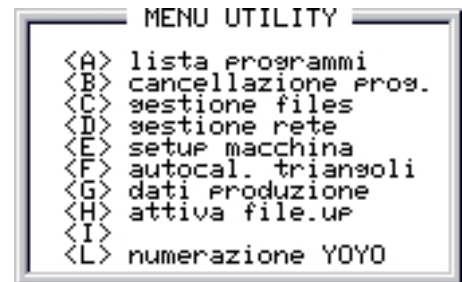 MENU UTILITY
<A> lista programmi
<B> cancellazione prog.
<C> gestione files
<D> gestione rete
<E> setup macchina
<F> autocal. triangoli
<G> dati produzione
<H> attiva file.up
<I>
<L> numerazione YOYO